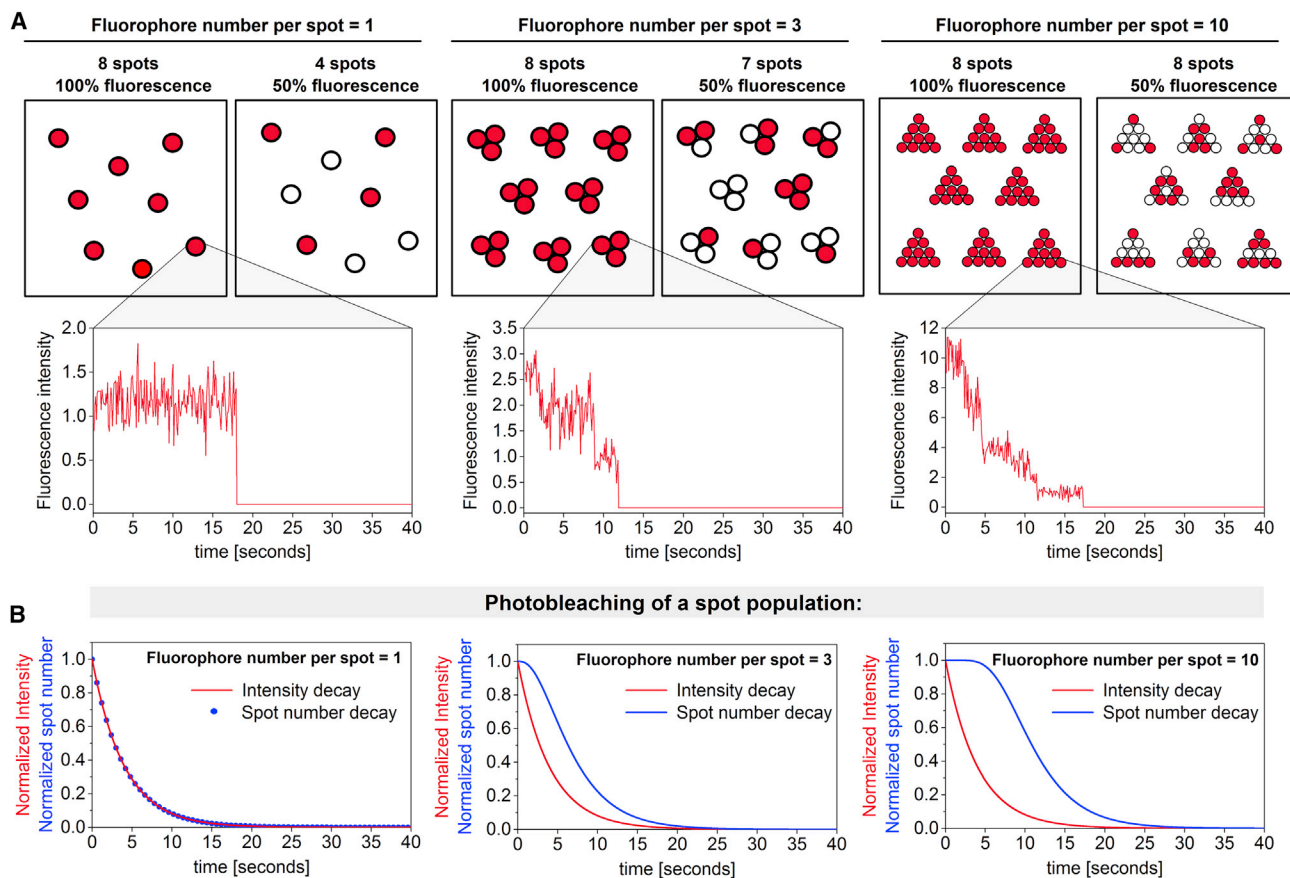 A
Fluorophore number per spot = 1
8 spots
100% fluorescence
4 spots
50% fluorescence
Fluorescence intensity
2.0
1.5
1.0
0.5
0.0
0 5 10 15 20 25 30 35 40
time [seconds]
Fluorophore number per spot = 3
8 spots
100% fluorescence
7 spots
50% fluorescence
Fluorescence intensity
3.5
3.0
2.5
2.0
1.5
1.0
0.5
0
0 5 10 15 20 25 30 35 40
time [seconds]
Fluorophore number per spot = 10
8 spots
100% fluorescence
8 spots
50% fluorescence
Fluorescence intensity
12
10
8
6
4
2
0
0 5 10 15 20 25 30 35 40
time [seconds]
Photobleaching of a spot population:
B
Normalized Intensity
Normalized spot number
1.0
0.8
0.6
0.4
0.2
0.0
Fluorophore number per spot = 1
Intensity decay
Spot number decay
0 5 10 15 20 25 30 35 40
time [seconds]
Normalized Intensity
Normalized spot number
1.0
0.8
0.6
0.4
0.2
0.0
Fluorophore number per spot = 3
Intensity decay
Spot number decay
0 5 10 15 20 25 30 35 40
time [seconds]
Normalized Intensity
Normalized spot number
1.0
0.8
0.6
0.4
0.2
0.0
Fluorophore number per spot = 10
Intensity decay
Spot number decay
0 5 10 15 20 25 30 35 40
time [seconds]